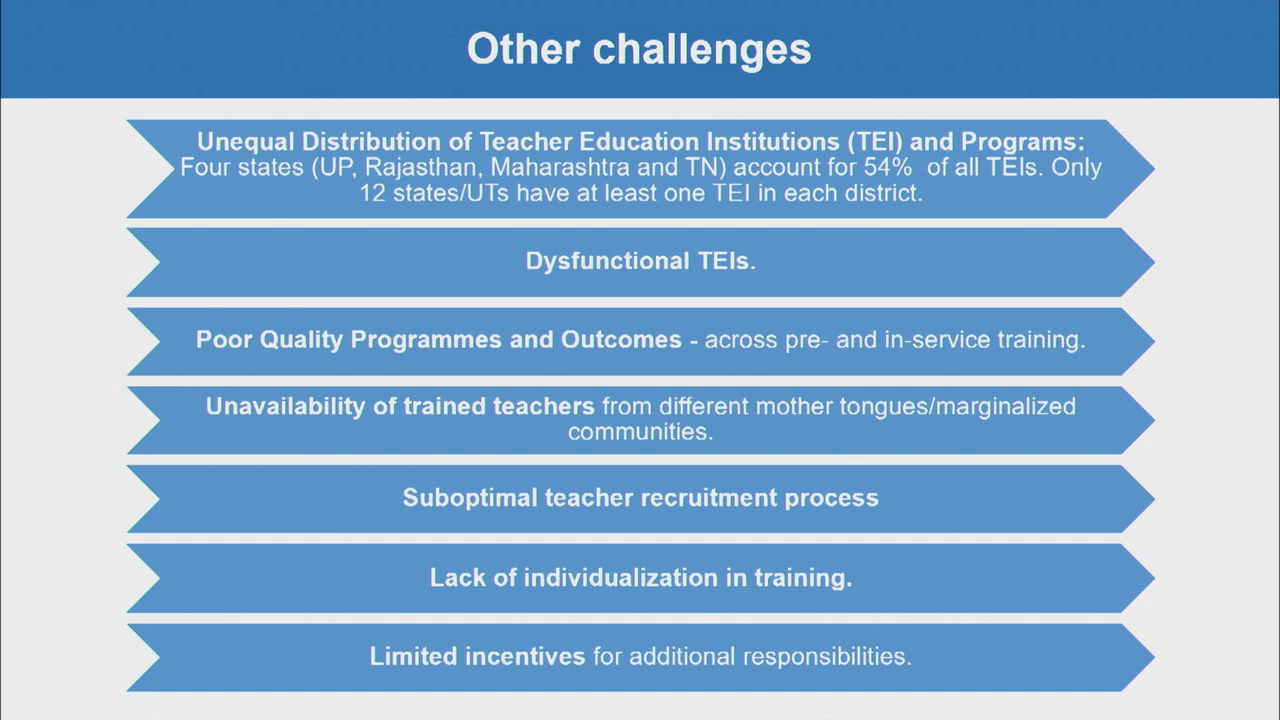 Other challenges
Unequal Distribution of Teacher Education Institutions (TEI) and Programs:
Four states (UP, Rajasthan, Maharashtra and TN) account for 54%  of all TEIs. Only
12 states/UTs have at least one TEI in each district.
Dysfunctional TEIs.
Poor Quality Programmes and Outcomes - across pre- and in-service training.
Unavailability of trained teachers from different mother tongues/marginalized
communities.
Suboptimal teacher recruitment process
Lack of individualization in training.
Limited incentives for additional responsibilities.